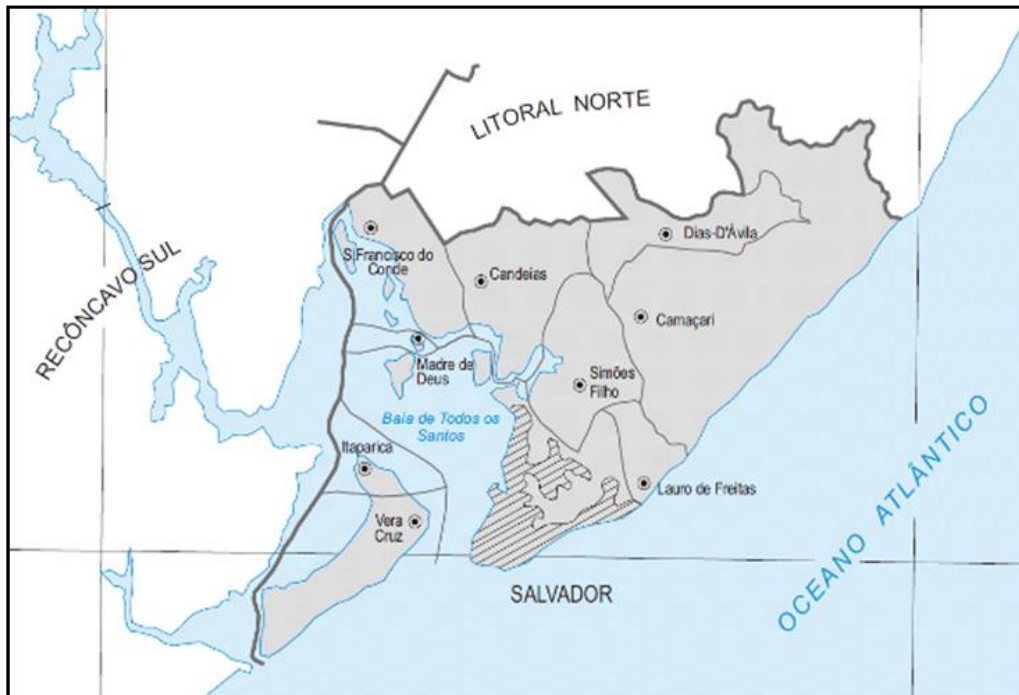 LITORAL NORTE
RECÔNCAVO SUL
S.Francisco do
Conde
Candeias
Dias-D'Ávila
Camaçari
Madre de
Deus
Simões
Filho
Baía de Todos os
Santos
Itaparica
Lauro de Freitas
Vera
Cruz
SALVADOR
OCEANO ATLÂNTICO